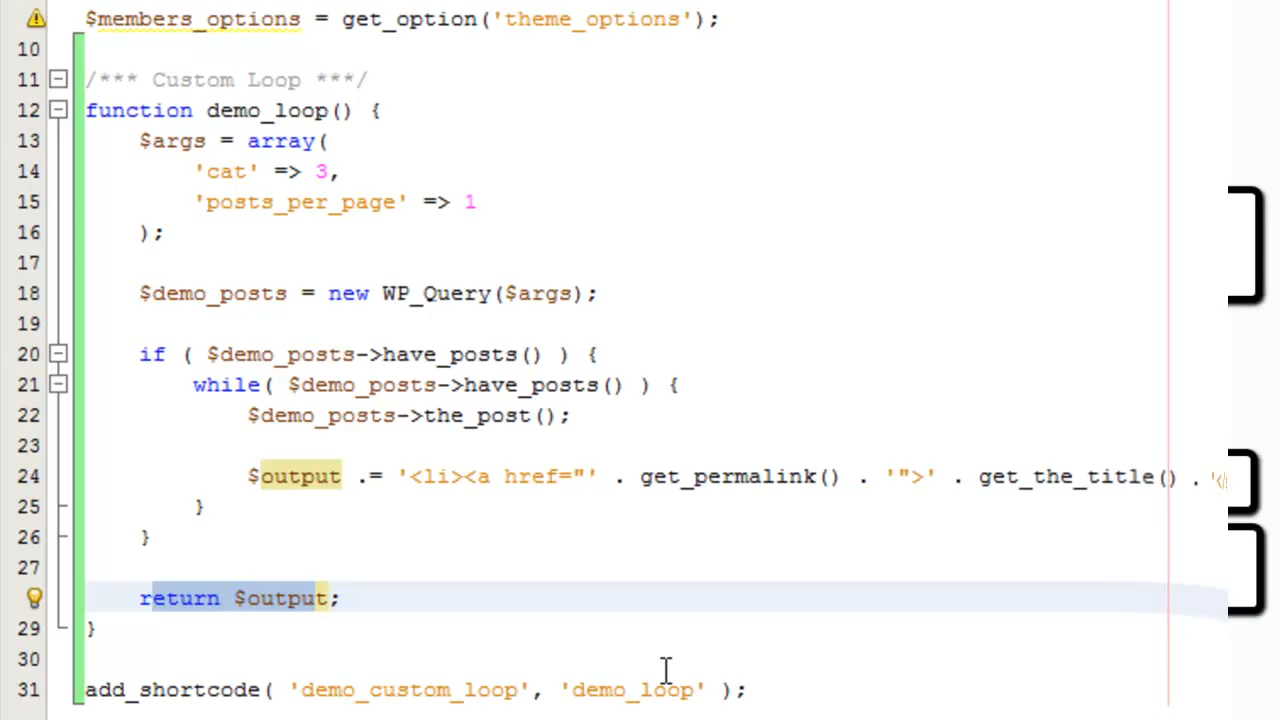 $members_options = get_option('theme_options');
10
11 /*** Custom Loop ***/
12 function demo_loop() {
13 $args = array(
14 'cat' => 3,
15 'posts_per_page' => 1
16 );
17
18 $demo_posts = new WP_Query($args);
19
20 if ( $demo_posts->have_posts() ) {
21 while( $demo_posts->have_posts() ) {
22 $demo_posts->the_post();
23
24 $output .= '<li><a href="' . get_permalink() . '">' . get_the_title() . '</
25 }
26 }
27
return $output;
29 }
30
31 add_shortcode( 'demo_custom_loop', 'demo_loop' );